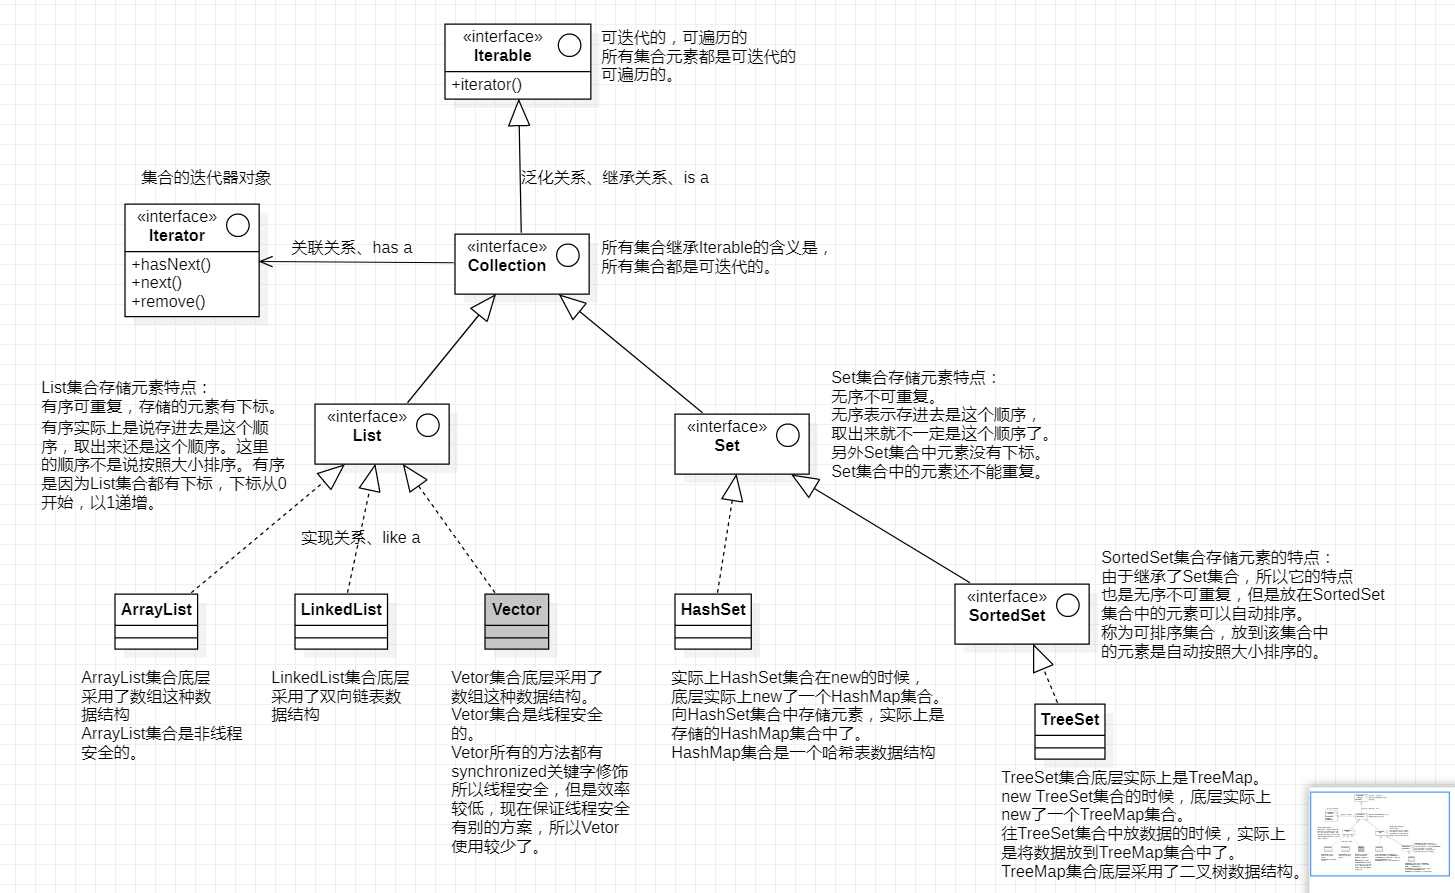 «interface»
Iterable
+iterator()
可迭代的，可遍历的
所有集合元素都是可迭代的
可遍历的。
泛化关系、继承关系、is a
集合的迭代器对象
«interface»
Iterator
+hasNext()
+next()
+remove()
关联关系、has a
«interface»
Collection
所有集合继承Iterable的含义是，
所有集合都是可迭代的。
List集合存储元素特点：
有序可重复，存储的元素有下标。
有序实际上是说存进去是这个顺
序，取出来还是这个顺序。这里
的顺序不是说按照大小排序。有序
是因为List集合都有下标，下标从0
开始，以1递增。
«interface»
List
«interface»
Set
Set集合存储元素特点：
无序不可重复。
无序表示存进去是这个顺序，
取出来就不一定是这个顺序了。
另外Set集合中元素没有下标。
Set集合中的元素还不能重复。
实现关系、like a
ArrayList
LinkedList
Vector
HashSet
«interface»
SortedSet
SortedSet集合存储元素的特点：
由于继承了Set集合，所以它的特点
也是无序不可重复，但是放在SortedSet
集合中的元素可以自动排序。
称为可排序集合，放到该集合中
的元素是自动按照大小排序的。
ArrayList集合底层
采用了数组这种数
据结构
ArrayList集合是非线程
安全的。
LinkedList集合底层
采用了双向链表数
据结构
Vetor集合底层采用了
数组这种数据结构。
Vetor集合是线程安全
的。
Vetor所有的方法都有
synchronized关键字修饰
所以线程安全，但是效率
较低，现在保证线程安全
有别的方案，所以Vetor
使用较少了。
实际上HashSet集合在new的时候，
底层实际上new了一个HashMap集合。
向HashSet集合中存储元素，实际上是
存储的HashMap集合中了。
HashMap集合是一个哈希表数据结构
TreeSet
TreeSet集合底层实际上是TreeMap。
new TreeSet集合的时候，底层实际上
new了一个TreeMap集合。
往TreeSet集合中放数据的时候，实际上
是将数据放到TreeMap集合中了。
TreeMap集合底层采用了二叉树数据结构。